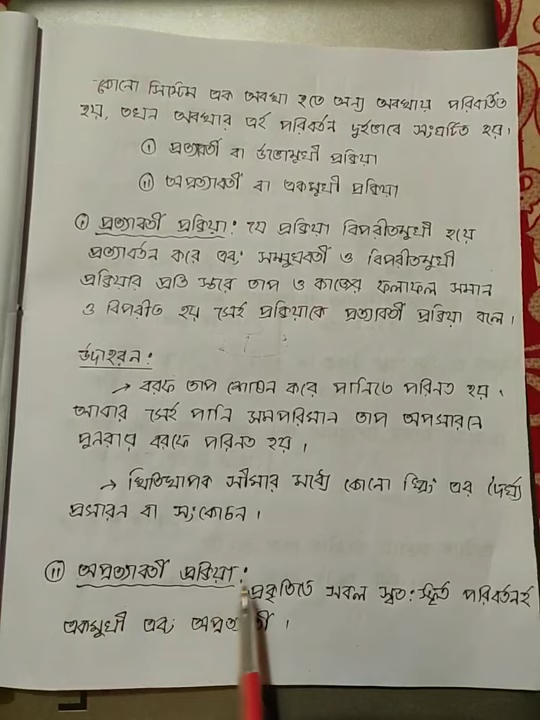 কোনো সিস্টেম এক অবস্থা হতে অন্য অবস্থায় পরিবর্তিত
হয়, তখন অবস্থার এই পরিবর্তন দুইভাবে সংঘটিত হয়।
(i) প্রত্যাবর্তী বা উভোমুখী প্রক্রিয়া
(ii) অপ্রত্যাবর্তী বা একমুখী প্রক্রিয়া
(i) প্রত্যাবর্তী প্রক্রিয়া: যে প্রক্রিয়া বিপরীতমুখী হয়ে
প্রত্যাবর্তন করে এবং সম্মুখবর্তী ও বিপরীতমুখী
প্রক্রিয়ার প্রতি স্তরে তাপ ও কাজের ফলাফল সমান
ও বিপরীত হয় সেই প্রক্রিয়াকে প্রত্যাবর্তী প্রক্রিয়া বলে।
উদাহরন:
→ বরফ তাপ শোষন করে পানিতে পরিনত হয়।
আবার সেই পানি সমপরিমান তাপ অপসারনে
পুনরায় বরফে পরিনত হয়।
→ স্থিতিস্থাপক সীমার মধ্যে কোনো স্প্রিং এর দৈর্ঘ্য
প্রসারন বা সংকোচন।
(ii) অপ্রত্যাবর্তী প্রক্রিয়া:
প্রকৃতিতে সকল স্বত:স্ফূর্ত পরিবর্তনই
একমুখী এবং